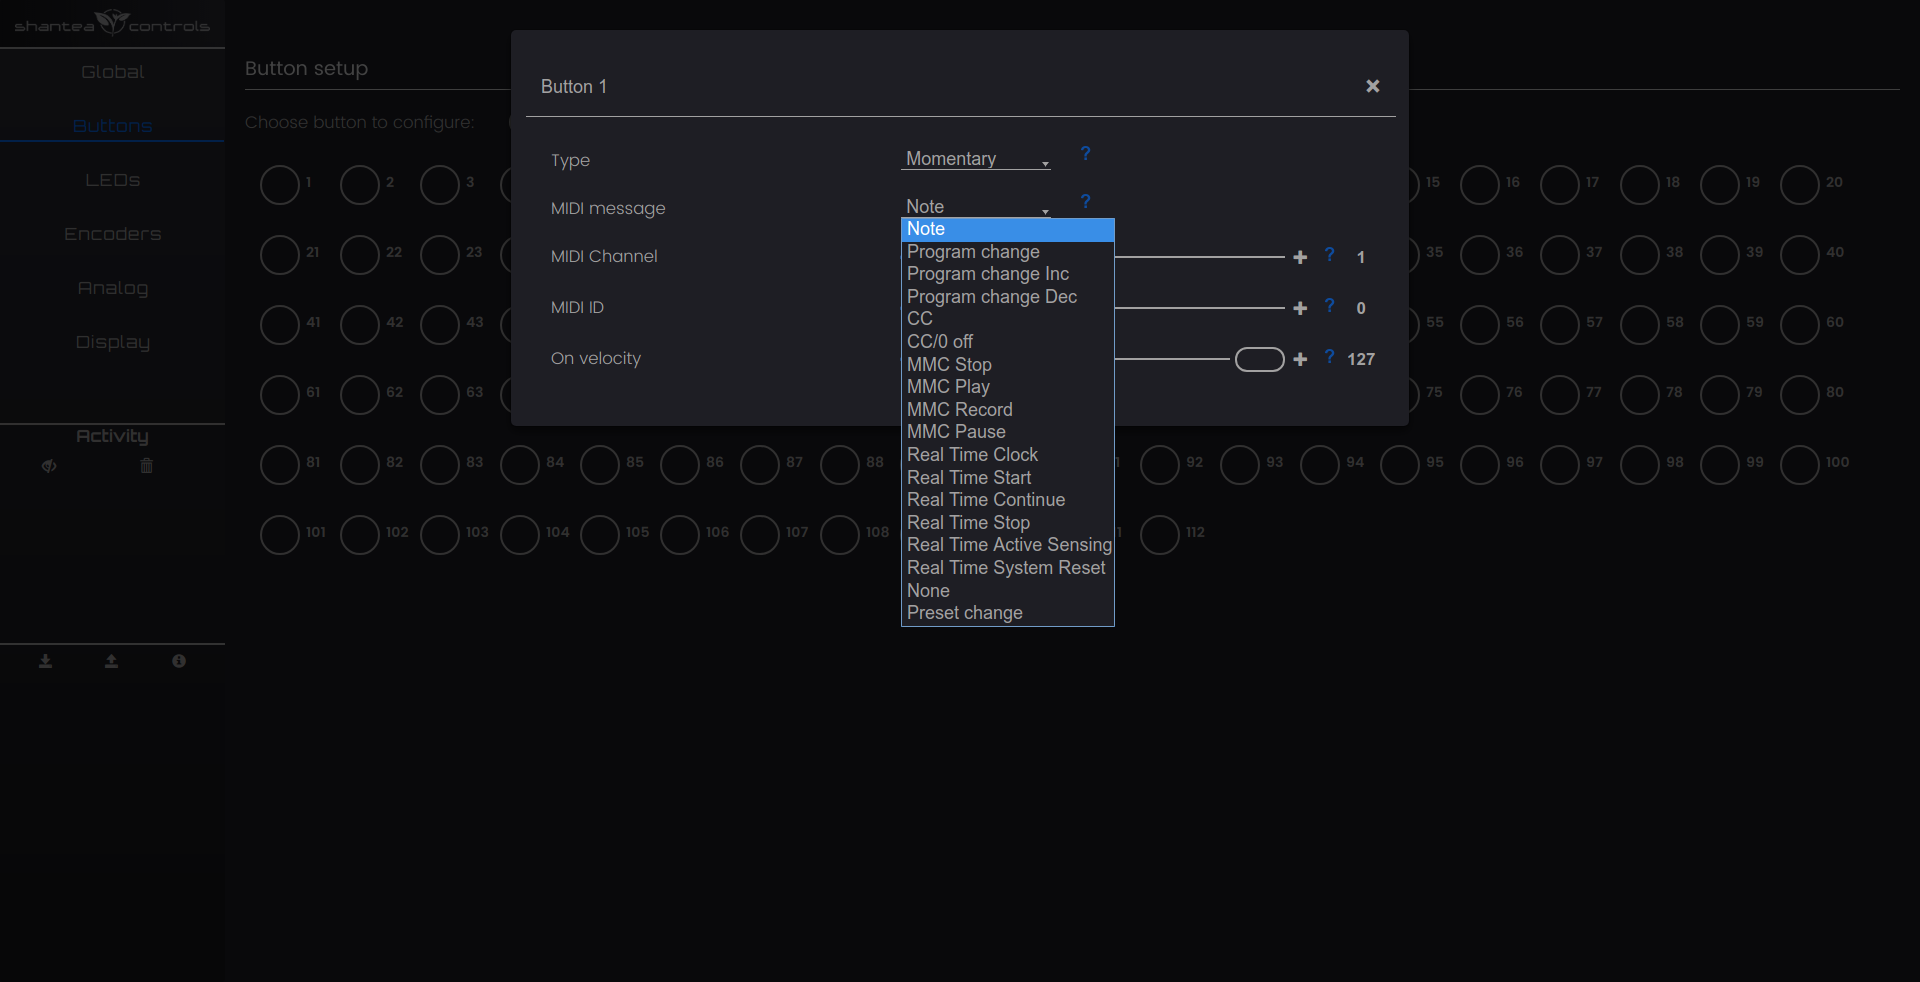 shantea controls
Global
Buttons
LEDs
Encoders
Analog
Display
Activity
Button setup
Choose button to configure:
1 2 3 15 16 17 18 19 20
21 22 23 35 36 37 38 39 40
41 42 43 55 56 57 58 59 60
61 62 63 75 76 77 78 79 80
81 82 83 84 85 86 87 88 92 93 94 95 96 97 98 99 100
101 102 103 104 105 106 107 108 112
Button 1
Type Momentary ?
MIDI message Note ?
MIDI Channel ? 1
MIDI ID ? 0
On velocity ? 127
Note
Program change
Program change Inc
Program change Dec
CC
CC/0 off
MMC Stop
MMC Play
MMC Record
MMC Pause
Real Time Clock
Real Time Start
Real Time Continue
Real Time Stop
Real Time Active Sensing
Real Time System Reset
None
Preset change